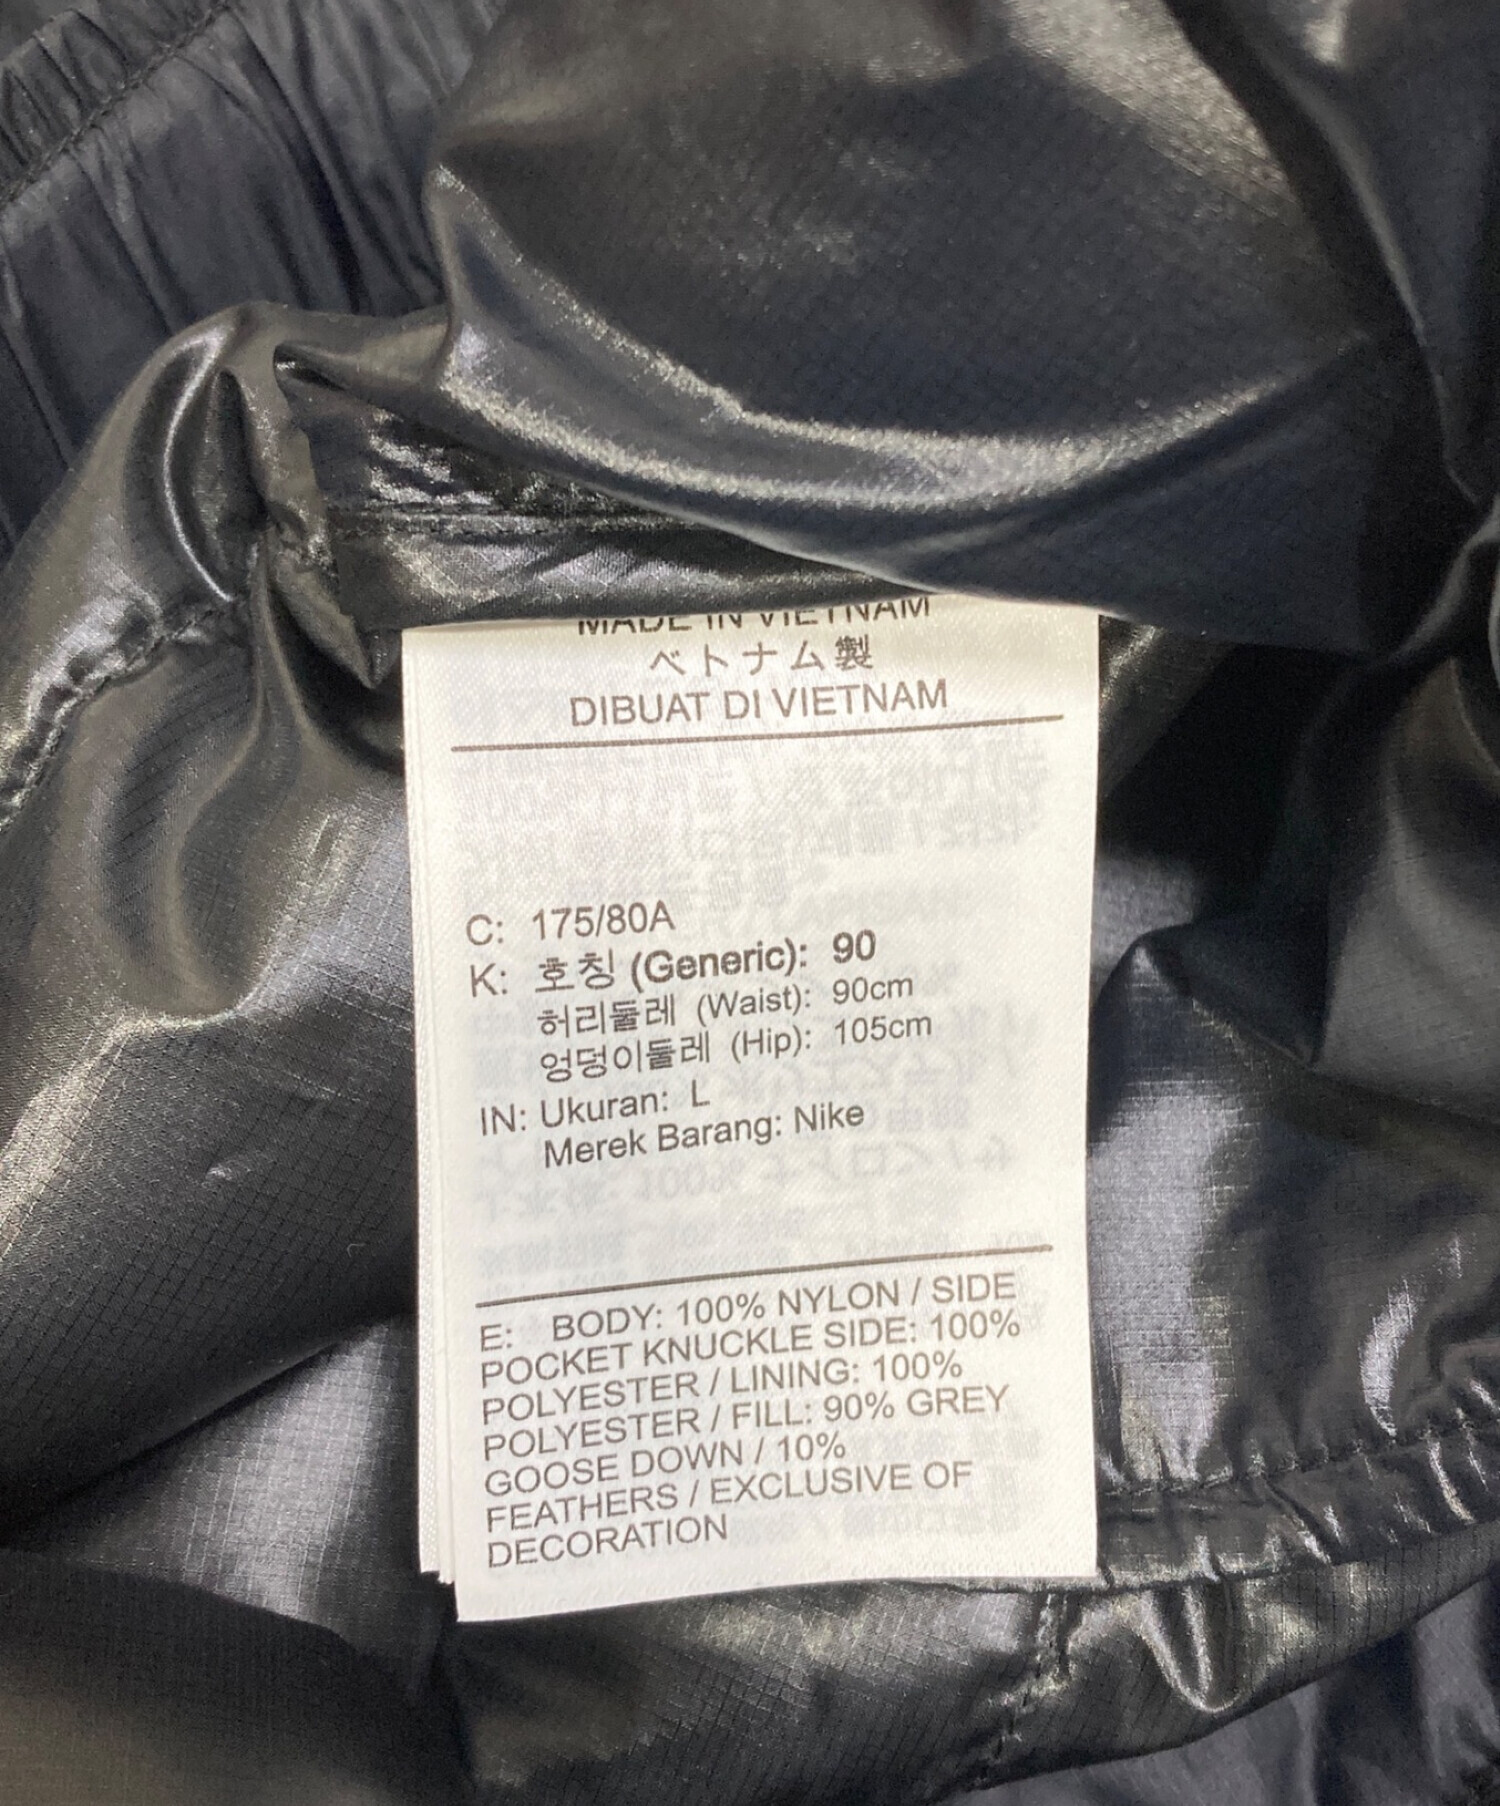 MADE IN VIETNAM
ベトナム製
DIBUAT DI VIETNAM
C: 175/80A
K: 호칭 (Generic): 90
허리둘레 (Waist): 90cm
엉덩이둘레 (Hip): 105cm
IN: Ukuran: L
Merek Barang: Nike
E: BODY: 100% NYLON / SIDE
POCKET KNUCKLE SIDE: 100%
POLYESTER / LINING: 100%
POLYESTER / FILL: 90% GREY
GOOSE DOWN / 10%
FEATHERS / EXCLUSIVE OF
DECORATION